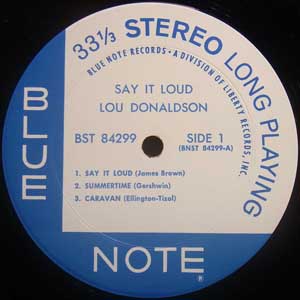 33⅓ STEREO LONG PLAYING
BLUE NOTE RECORDS • A DIVISION OF LIBERTY RECORDS, INC.
SAY IT LOUD
LOU DONALDSON
BST 84299 SIDE 1
(BNST 84299-A)
1. SAY IT LOUD (James Brown)
2. SUMMERTIME (Gershwin)
3. CARAVAN (Ellington-Tizol)
BLUE
NOTE
®